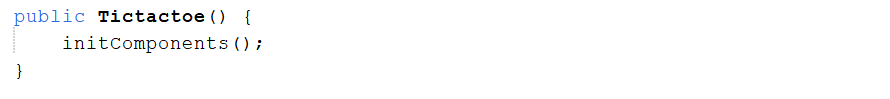 public Tictactoe() {
    initComponents();
}